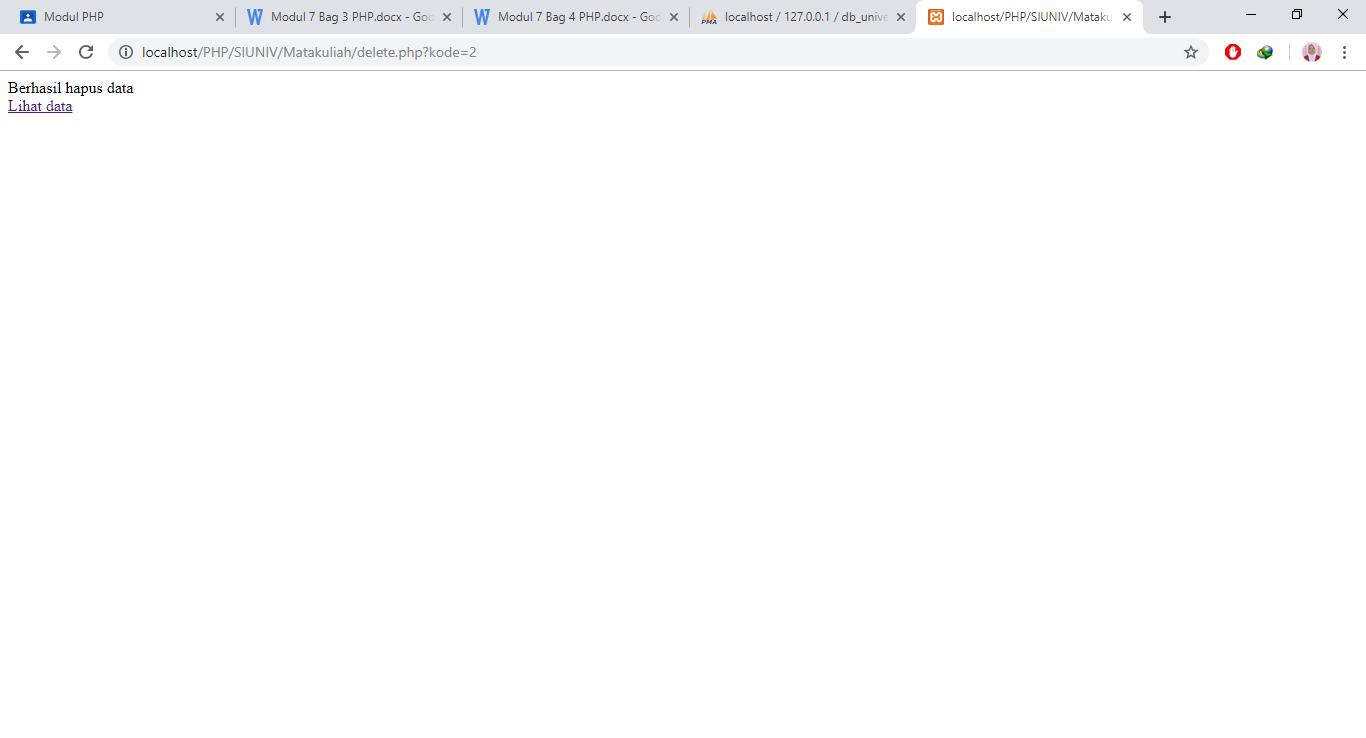 Modul PHP
Modul 7 Bag 3 PHP.docx - Goo
Modul 7 Bag 4 PHP.docx - Goo
PMA
localhost / 127.0.0.1 / db_unive
localhost/PHP/SIUNIV/Mataku
localhost/PHP/SIUNIV/Matakuliah/delete.php?kode=2
Berhasil hapus data
Lihat data